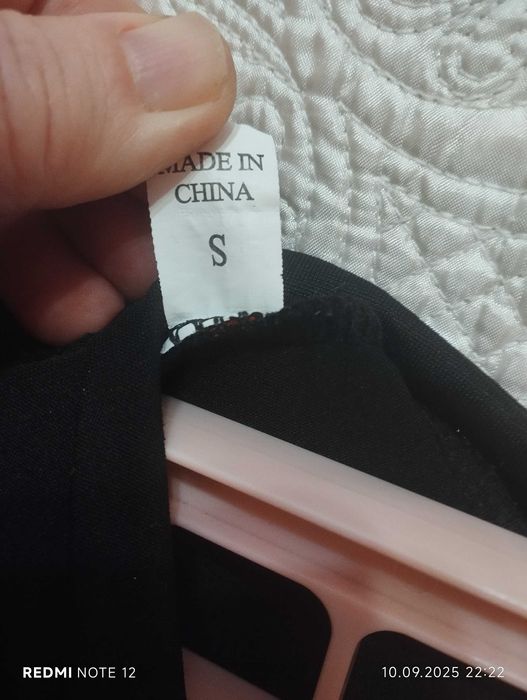 MADE IN
CHINA
S
REDMI NOTE 12
10.09.2025 22:22